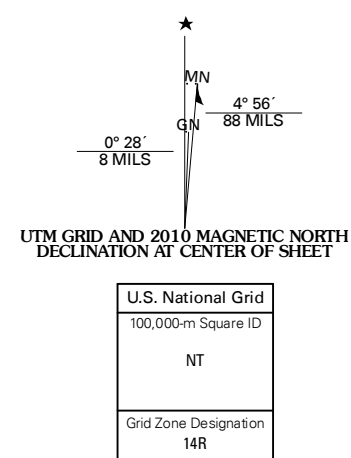 MN
4° 56´
88 MILS
GN
0° 28´
8 MILS
UTM GRID AND 2010 MAGNETIC NORTH
DECLINATION AT CENTER OF SHEET
U.S. National Grid
100,000-m Square ID
NT
Grid Zone Designation
14R